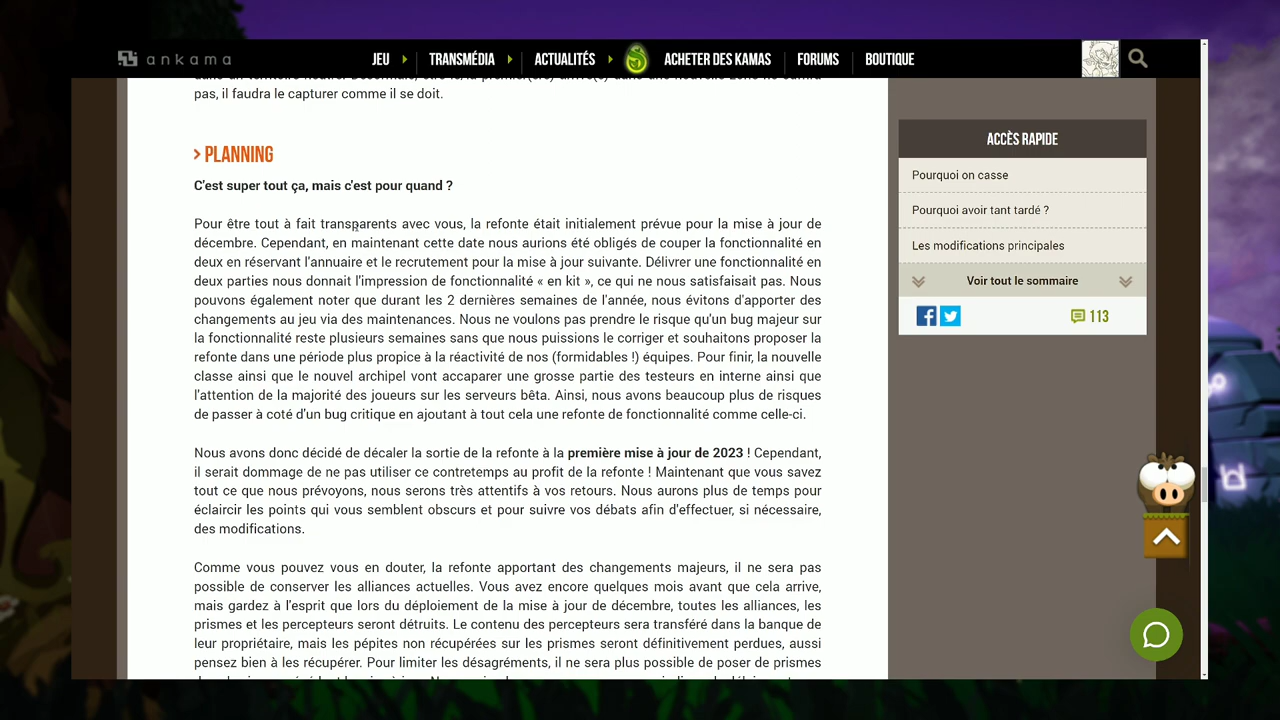 ankama
JEU
TRANSMÉDIA
ACTUALITÉS
ACHETER DES KAMAS
FORUMS
BOUTIQUE
pas, il faudra le capturer comme il se doit.
> PLANNING
C'est super tout ça, mais c'est pour quand ?
Pour être tout à fait transparents avec vous, la refonte était initialement prévue pour la mise à jour de
décembre. Cependant, en maintenant cette date nous aurions été obligés de couper la fonctionnalité en
deux en réservant l'annuaire et le recrutement pour la mise à jour suivante. Délivrer une fonctionnalité en
deux parties nous donnait l'impression de fonctionnalité « en kit », ce qui ne nous satisfaisait pas. Nous
pouvons également noter que durant les 2 dernières semaines de l'année, nous évitons d'apporter des
changements au jeu via des maintenances. Nous ne voulons pas prendre le risque qu'un bug majeur sur
la fonctionnalité reste plusieurs semaines sans que nous puissions le corriger et souhaitons proposer la
refonte dans une période plus propice à la réactivité de nos (formidables !) équipes. Pour finir, la nouvelle
classe ainsi que le nouvel archipel vont accaparer une grosse partie des testeurs en interne ainsi que
l'attention de la majorité des joueurs sur les serveurs bêta. Ainsi, nous avons beaucoup plus de risques
de passer à coté d'un bug critique en ajoutant à tout cela une refonte de fonctionnalité comme celle-ci.
Nous avons donc décidé de décaler la sortie de la refonte à la première mise à jour de 2023 ! Cependant,
il serait dommage de ne pas utiliser ce contretemps au profit de la refonte ! Maintenant que vous savez
tout ce que nous prévoyons, nous serons très attentifs à vos retours. Nous aurons plus de temps pour
éclaircir les points qui vous semblent obscurs et pour suivre vos débats afin d'effectuer, si nécessaire,
des modifications.
Comme vous pouvez vous en douter, la refonte apportant des changements majeurs, il ne sera pas
possible de conserver les alliances actuelles. Vous avez encore quelques mois avant que cela arrive,
mais gardez à l'esprit que lors du déploiement de la mise à jour de décembre, toutes les alliances, les
prismes et les percepteurs seront détruits. Le contenu des percepteurs sera transféré dans la banque de
leur propriétaire, mais les pépites non récupérées sur les prismes seront définitivement perdues, aussi
pensez bien à les récupérer. Pour limiter les désagréments, il ne sera plus possible de poser de prismes
ACCÈS RAPIDE
Pourquoi on casse
Pourquoi avoir tant tardé ?
Les modifications principales
Voir tout le sommaire
113